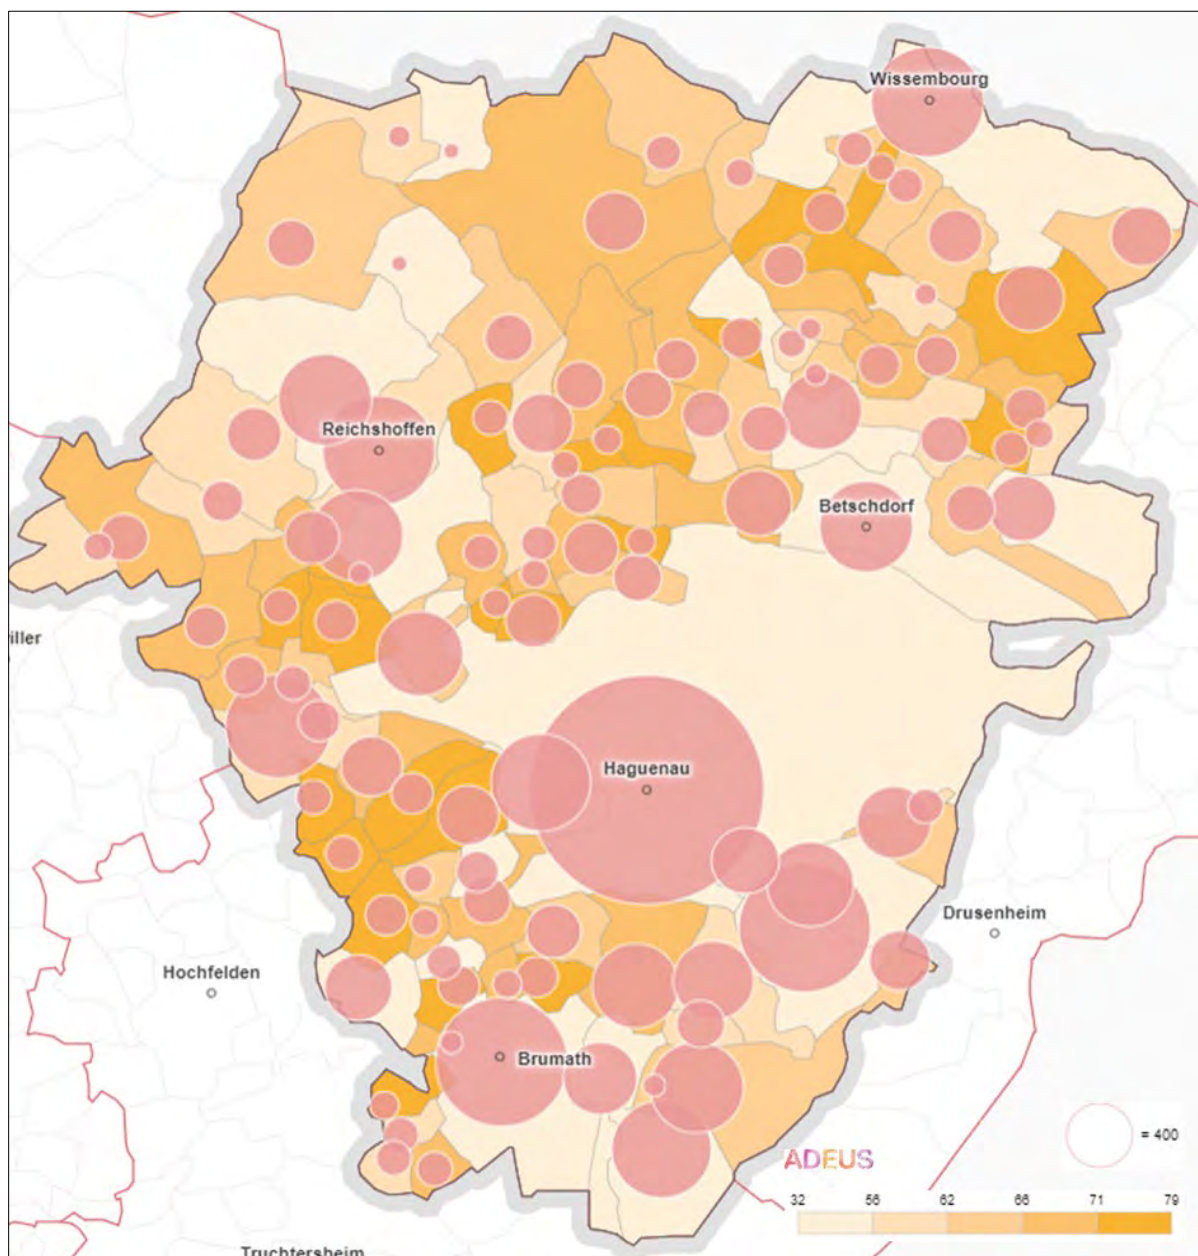 Wissembourg
Reichshoffen
Betschdorf
iller
Haguenau
Drusenheim
Hochfelden
Brumath
= 400
ADEUS
32 56 62 66 71 79
Truchtersheim